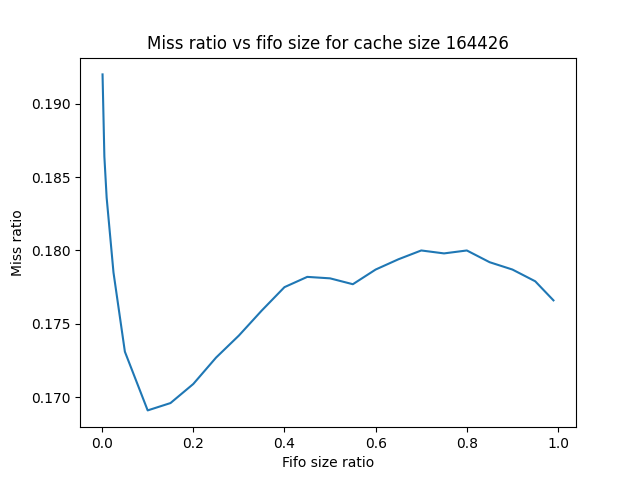 Miss ratio vs fifo size for cache size 164426
0.190
0.185
0.180
0.175
0.170
Miss ratio
0.0 0.2 0.4 0.6 0.8 1.0
Fifo size ratio